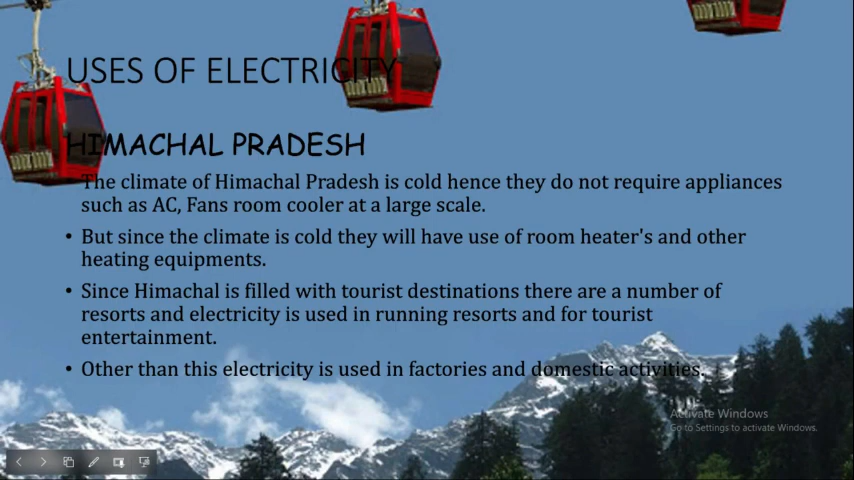 USES OF ELECTRICITY
HIMACHAL PRADESH
The climate of Himachal Pradesh is cold hence they do not require appliances
such as AC, Fans room cooler at a large scale.
• But since the climate is cold they will have use of room heater's and other
heating equipments.
• Since Himachal is filled with tourist destinations there are a number of
resorts and electricity is used in running resorts and for tourist
entertainment.
• Other than this electricity is used in factories and domestic activities.
Activate Windows
Go to Settings to activate Windows.